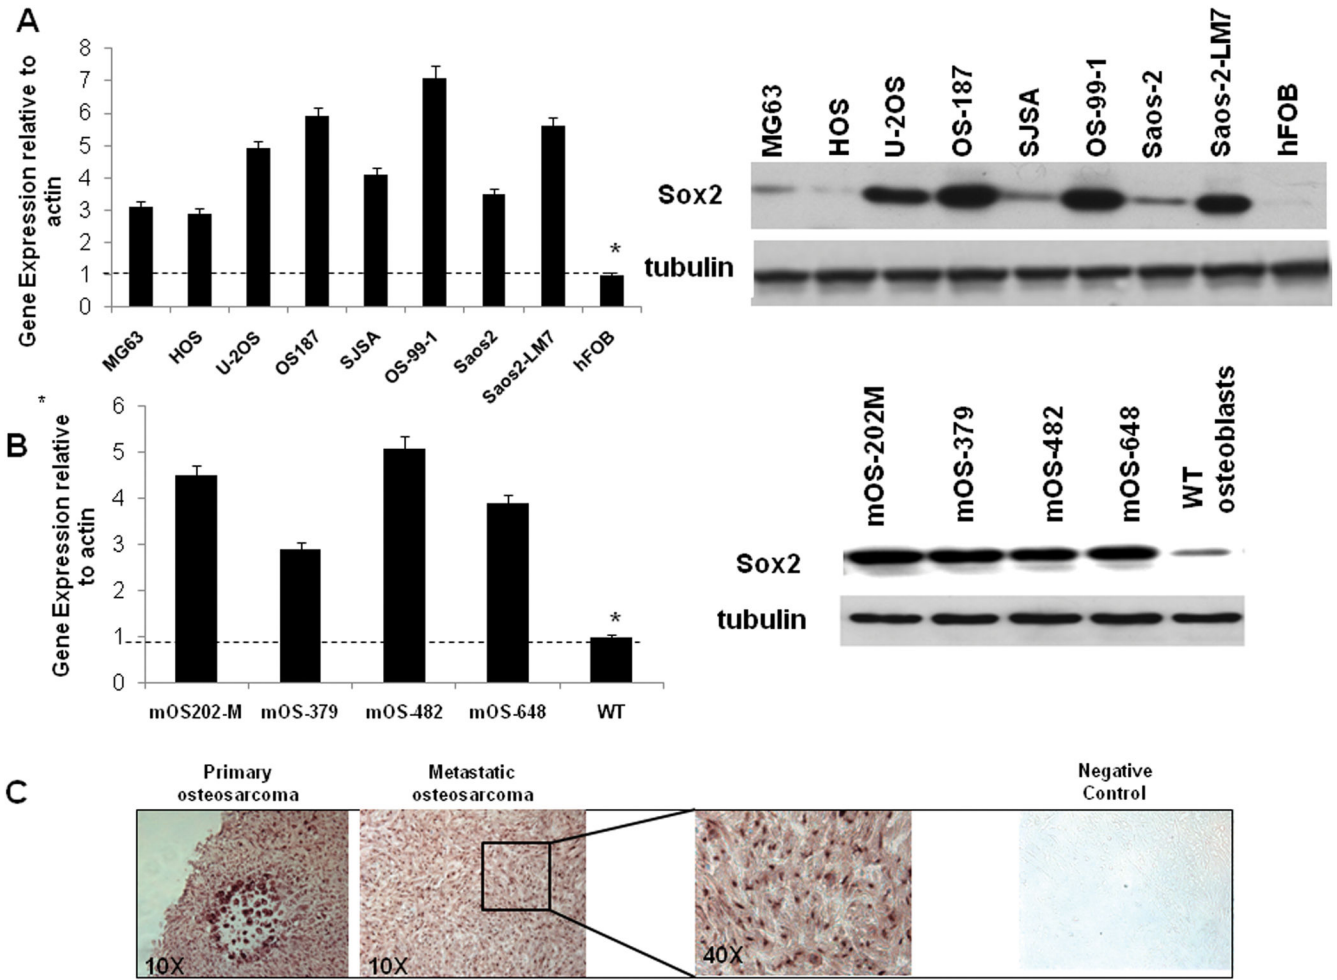 A
Gene Expression relative to
actin
8
7
6
5
4
3
2
1
0
*
MG63
HOS
U-2OS
OS187
SJSA
OS-99-1
Saos2
Saos2-LM7
hFOB
MG63
HOS
U-2OS
OS-187
SJSA
OS-99-1
Saos-2
Saos-2-LM7
hFOB
Sox2
tubulin
B
*
Gene Expression relative
to actin
6
5
4
3
2
1
0
*
mOS202-M
mOS-379
mOS-482
mOS-648
WT
mOS-202M
mOS-379
mOS-482
mOS-648
WT
osteoblasts
Sox2
tubulin
C
Primary
osteosarcoma
Metastatic
osteosarcoma
Negative
Control
10X
10X
40X